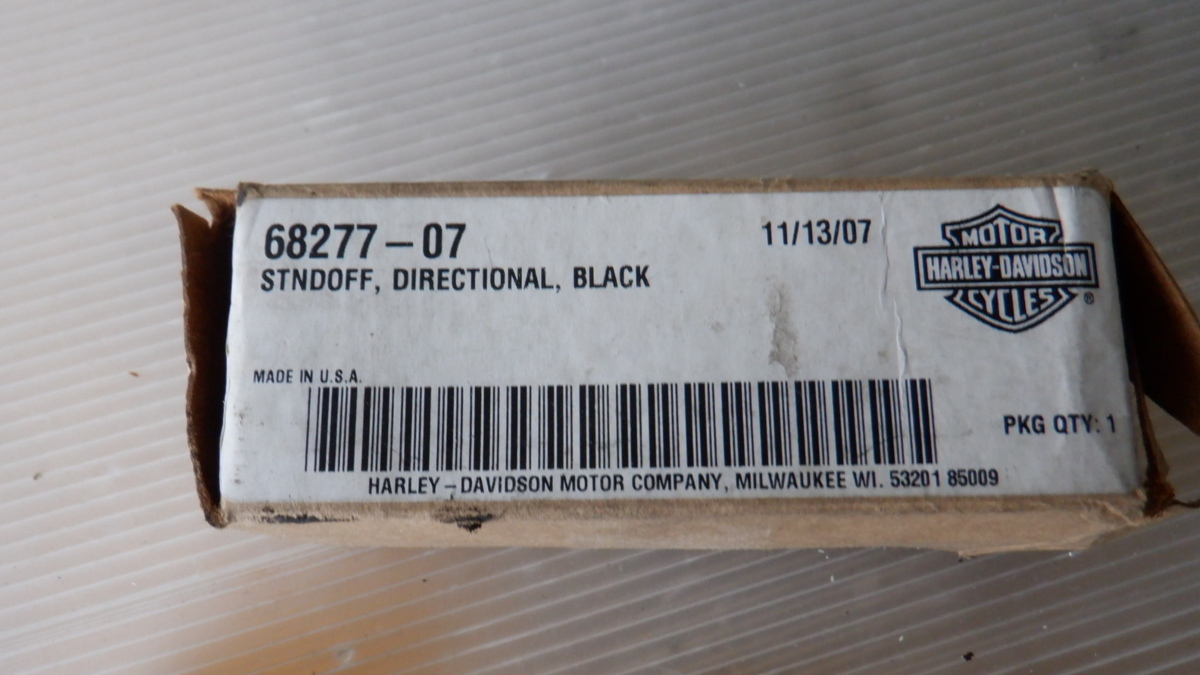 68277-07
11/13/07
STNDOFF, DIRECTIONAL, BLACK
MOTOR
HARLEY-DAVIDSON
CYCLES
®
MADE IN U.S.A.
PKG QTY: 1
HARLEY-DAVIDSON MOTOR COMPANY, MILWAUKEE WI. 53201 85009